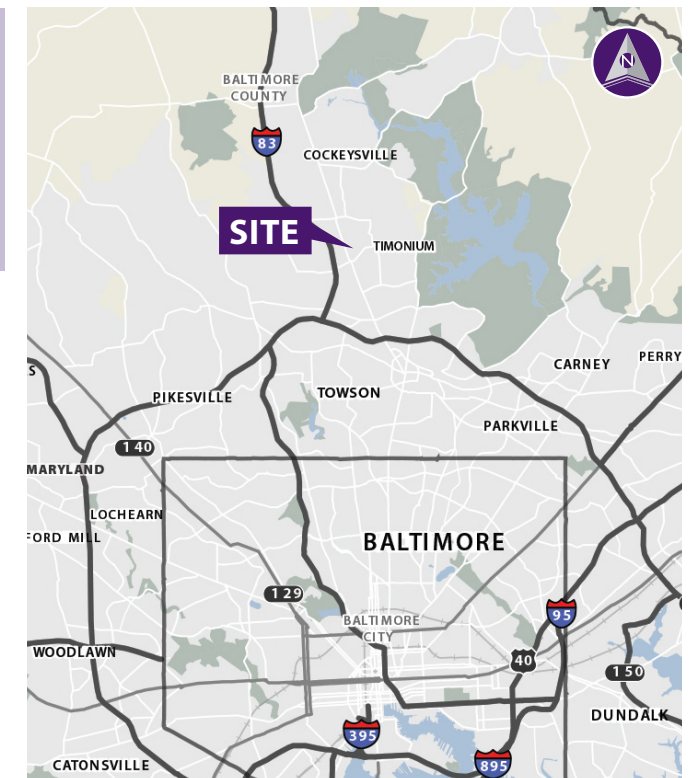 N
BALTIMORE
COUNTY
83
COCKEYSVILLE
SITE
TIMONIUM
CARNEY
PERRY
S
PIKESVILLE
TOWSON
PARKVILLE
140
MARYLAND
LOCHEARN
FORD MILL
BALTIMORE
129
BALTIMORE
CITY
95
WOODLAWN
40
150
DUNDALK
395
895
CATONSVILLE